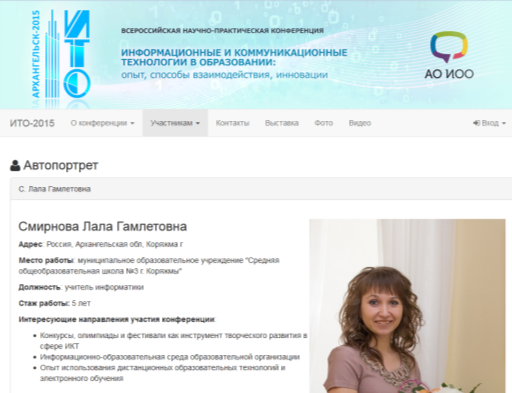 АРХАНГЕЛЬСК-2015
ИТО
ВСЕРОССИЙСКАЯ НАУЧНО-ПРАКТИЧЕСКАЯ КОНФЕРЕНЦИЯ
ИНФОРМАЦИОННЫЕ И КОММУНИКАЦИОННЫЕ
ТЕХНОЛОГИИ В ОБРАЗОВАНИИ:
опыт, способы взаимодействия, инновации
АО ИОО
ИТО-2015 О конференции Участникам Контакты Выставка Фото Видео Вход
Автопортрет
С. Лала Гамлетовна
Смирнова Лала Гамлетовна
Адрес: Россия, Архангельская обл, Коряжма г
Место работы: муниципальное образовательное учреждение "Средняя
общеобразовательная школа №3 г. Коряжмы"
Должность: учитель информатики
Стаж работы: 5 лет
Интересующие направления участия конференции:
• Конкурсы, олимпиады и фестивали как инструмент творческого развития в
сфере ИКТ
• Информационно-образовательная среда образовательной организации
• Опыт использования дистанционных образовательных технологий и
электронного обучения